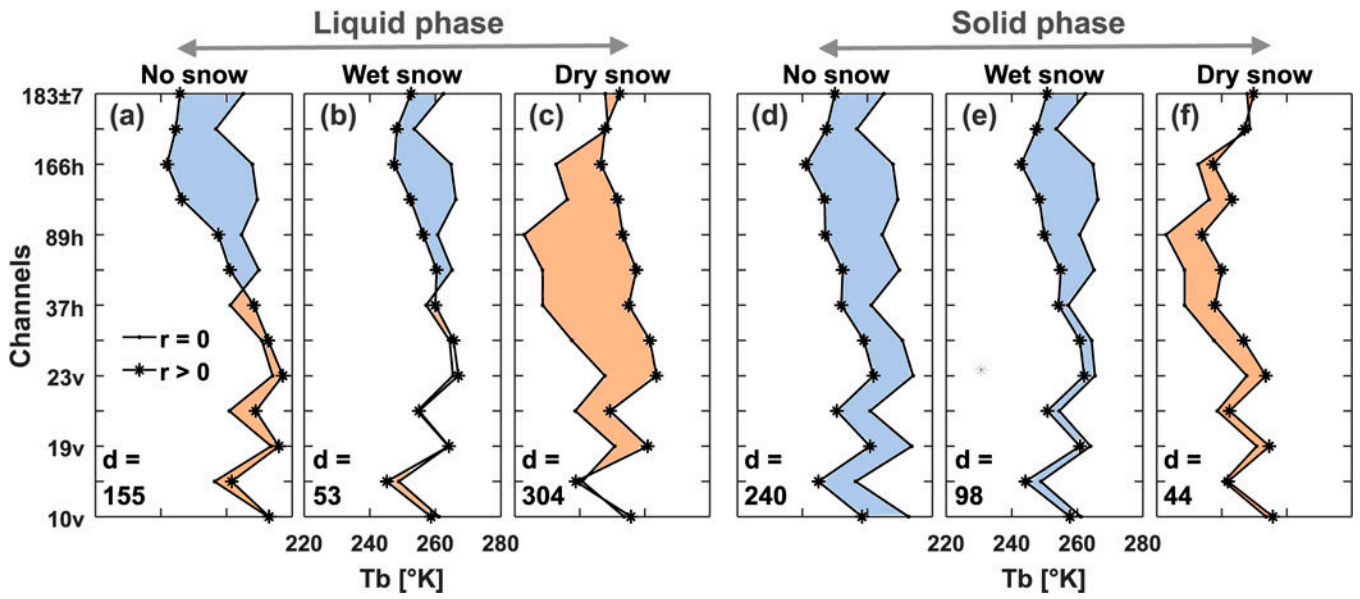 Liquid phase
Solid phase
No snow
Wet snow
Dry snow
No snow
Wet snow
Dry snow
(a)
(b)
(c)
(d)
(e)
(f)
Channels
183±7
166h
89h
37h
23v
19v
10v
r = 0
r > 0
d =
155
d =
53
d =
304
d =
240
d =
98
d =
44
220
240
260
280
220
240
260
280
Tb [°K]
Tb [°K]